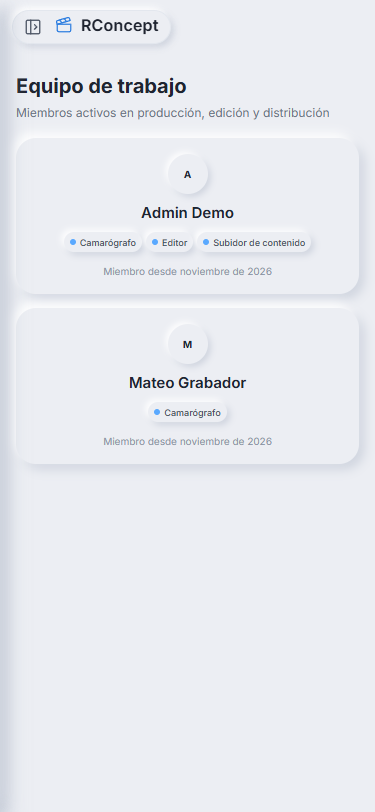 RConcept
Equipo de trabajo
Miembros activos en producción, edición y distribución
A
Admin Demo
Camarógrafo Editor Subidor de contenido
Miembro desde noviembre de 2026
M
Mateo Grabador
Camarógrafo
Miembro desde noviembre de 2026